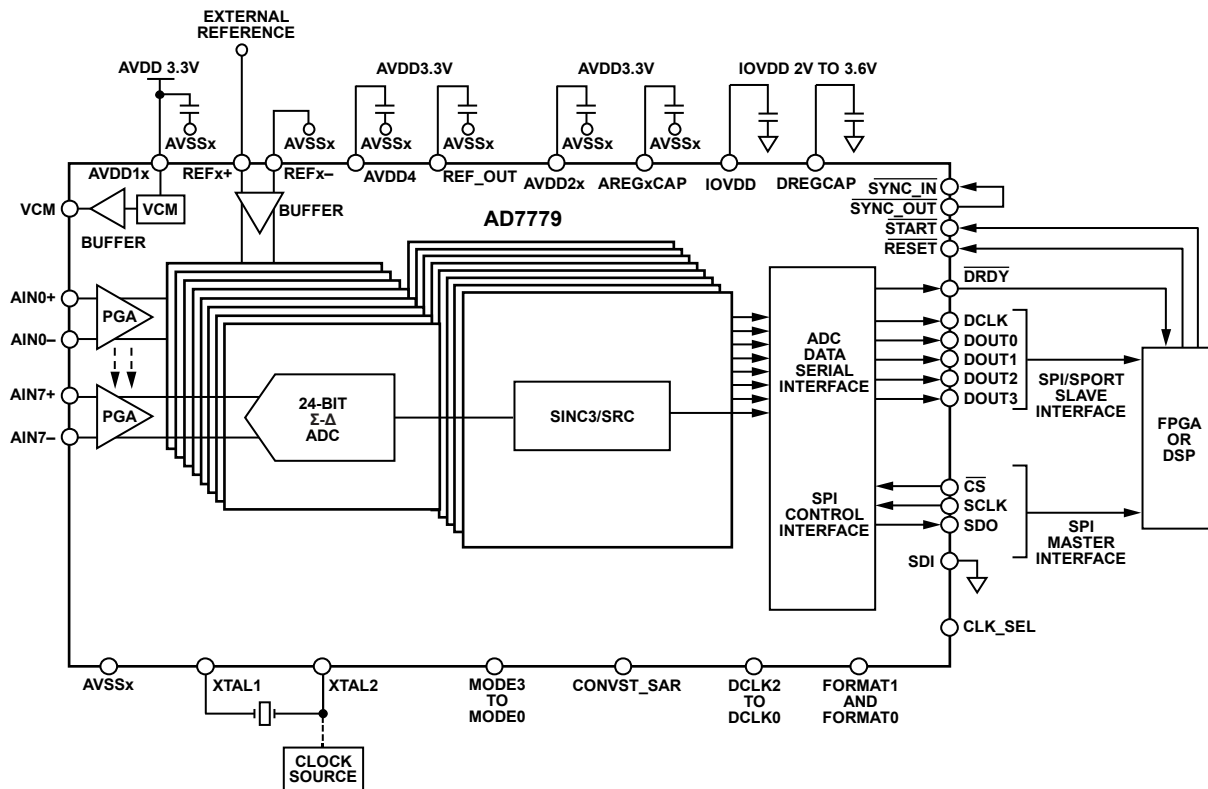 EXTERNAL
REFERENCE
AVDD 3.3V
AVDD3.3V
AVDD3.3V
IOVDD 2V TO 3.6V
AVSSx
AVSSx
AVSSx
AVSSx
AVSSx
AVSSx
AVDD1x
REFx+
REFx–
AVDD4
REF_OUT
AVDD2x
AREGxCAP
IOVDD
DREGCAP
VCM
VCM
BUFFER
BUFFER
AD7779
SYNC_IN
SYNC_OUT
START
RESET
DRDY
AIN0+
PGA
AIN0–
AIN7+
PGA
AIN7–
24-BIT
Σ-Δ
ADC
SINC3/SRC
ADC
DATA
SERIAL
INTERFACE
SPI
CONTROL
INTERFACE
DCLK
DOUT0
DOUT1
DOUT2
DOUT3
SPI/SPORT
SLAVE
INTERFACE
FPGA
OR
DSP
CS
SCLK
SDO
SPI
MASTER
INTERFACE
SDI
CLK_SEL
AVSSx
XTAL1
XTAL2
MODE3
TO
MODE0
CONVST_SAR
DCLK2
TO
DCLK0
FORMAT1
AND
FORMAT0
CLOCK
SOURCE